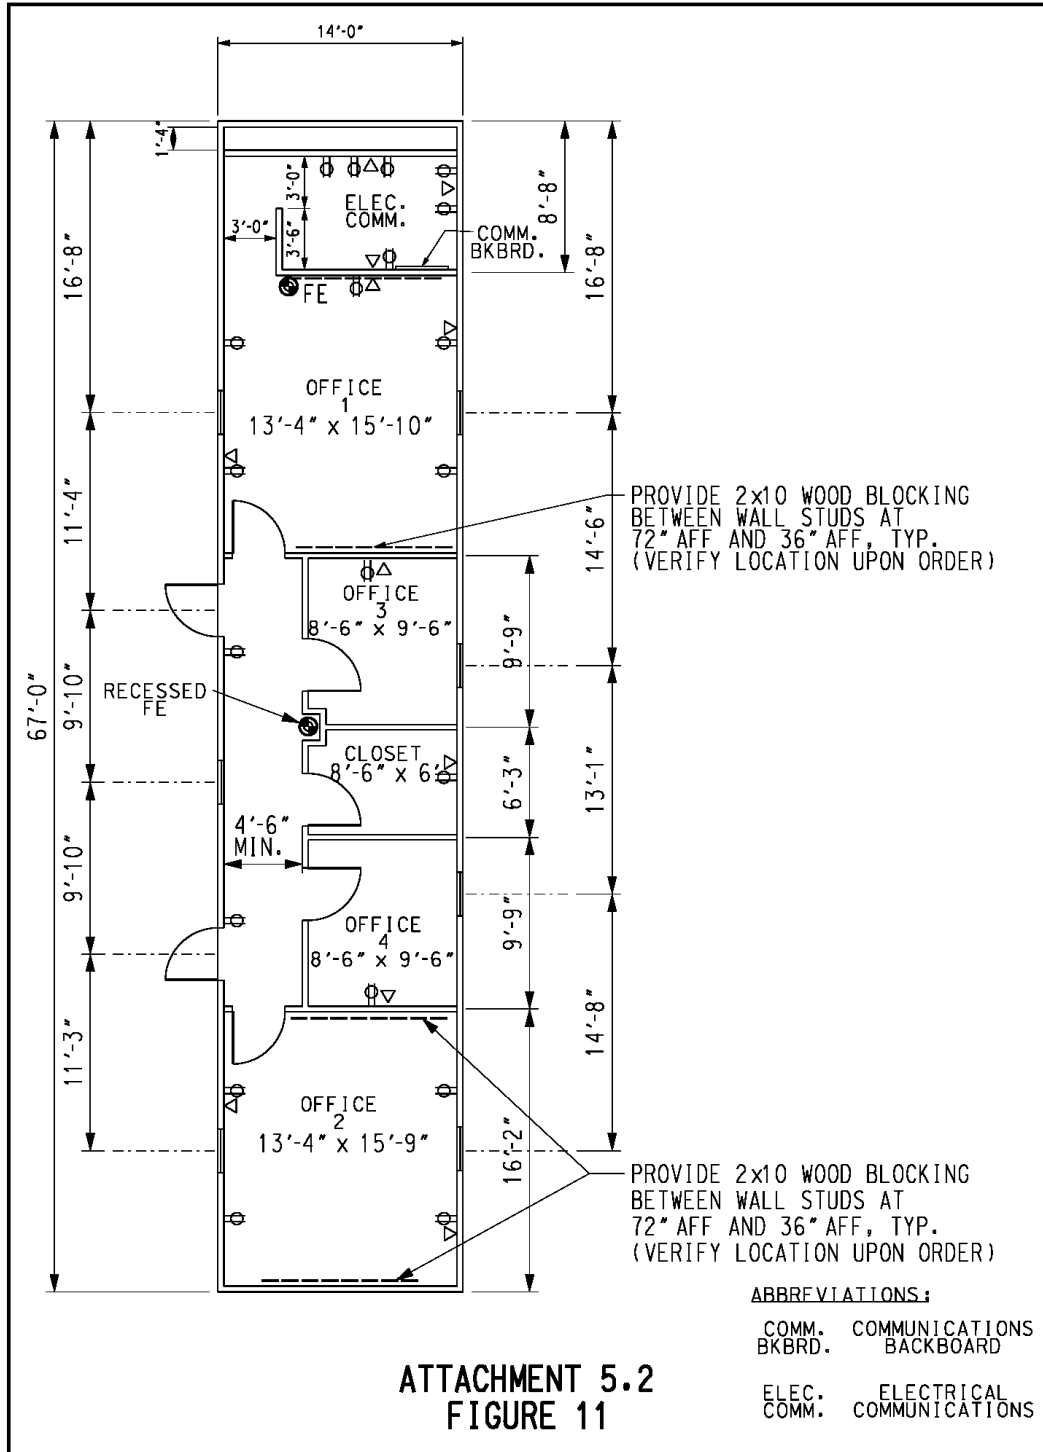 14'-0"
1'-4"
3'-0"
ELEC.
COMM.
8'-8"
3'-0"
3'-6"
COMM.
BKBRD.
16'-8"
16'-8"
FE
OFFICE
1
13'-4" x 15'-10"
11'-4"
PROVIDE 2x10 WOOD BLOCKING
BETWEEN WALL STUDS AT
72" AFF AND 36" AFF, TYP.
(VERIFY LOCATION UPON ORDER)
14'-6"
OFFICE
3
8'-6" x 9'-6"
9'-9"
67'-0"
9'-10"
RECESSED
FE
CLOSET
8'-6" x 6'
6'-3"
13'-1"
4'-6"
MIN.
9'-10"
OFFICE
4
8'-6" x 9'-6"
9'-9"
14'-8"
11'-3"
OFFICE
2
13'-4" x 15'-9"
16'-2"
PROVIDE 2x10 WOOD BLOCKING
BETWEEN WALL STUDS AT
72" AFF AND 36" AFF, TYP.
(VERIFY LOCATION UPON ORDER)
ABBREVIATIONS:
COMM. COMMUNICATIONS
BKBRD. BACKBOARD
ELEC. ELECTRICAL
COMM. COMMUNICATIONS
ATTACHMENT 5.2
FIGURE 11